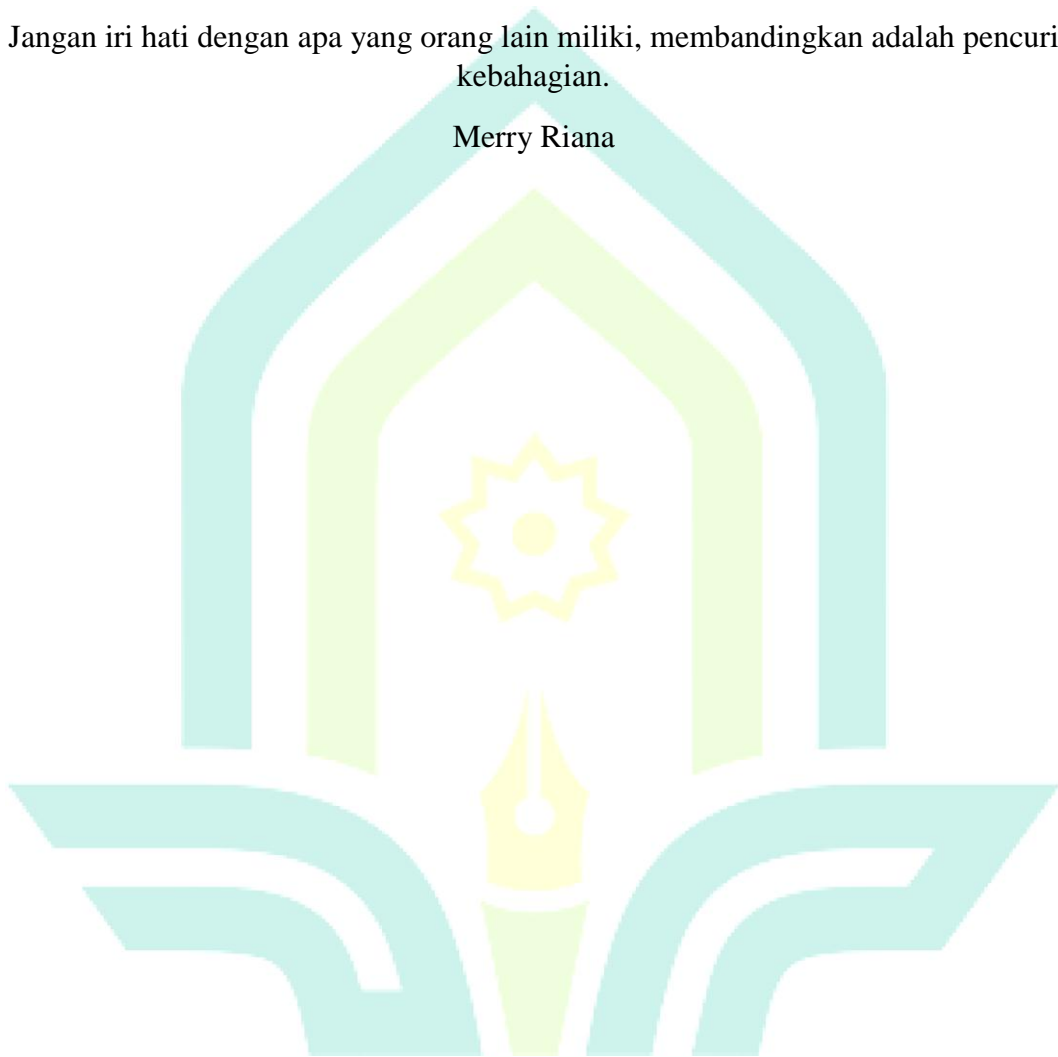 Jangan iri hati dengan apa yang orang lain miliki, membandingkan adalah pencuri
kebahagian.
Merry Riana